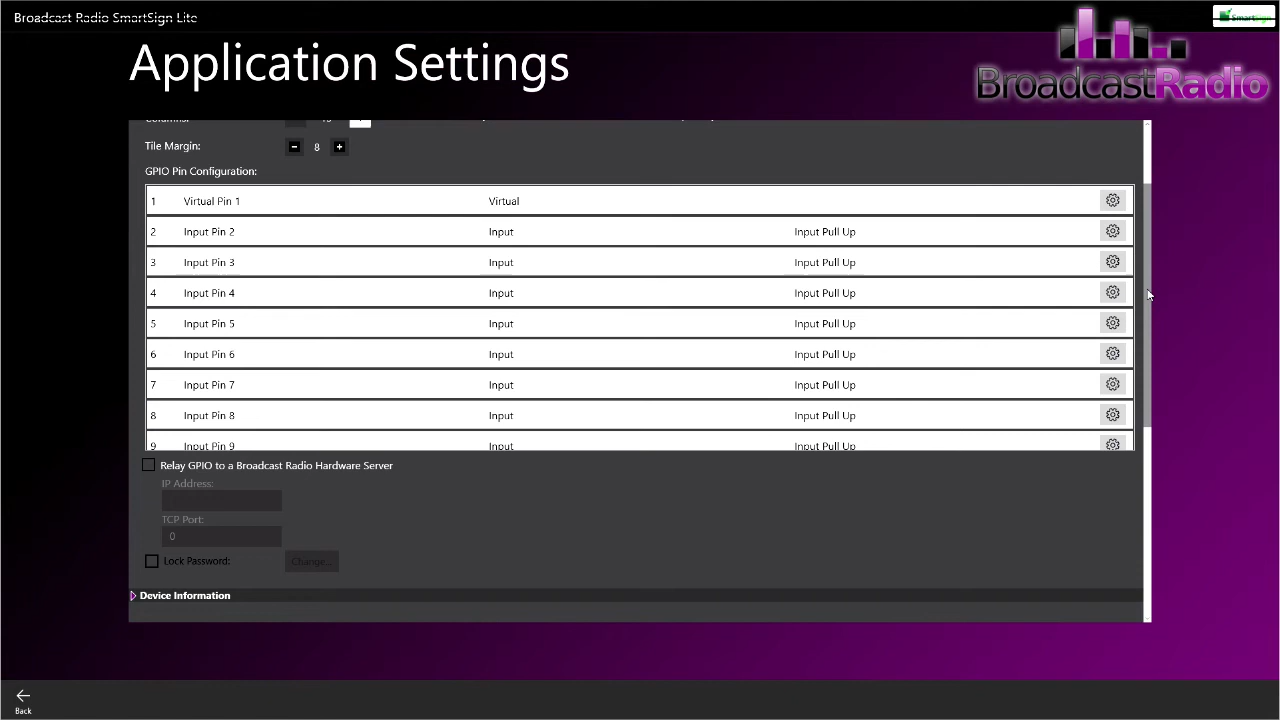 Broadcast Radio SmartSign Lite
SmartSign
Application Settings
BroadcastRadio
Columns:
Tile Margin: - 8 +
GPIO Pin Configuration:
1 Virtual Pin 1 Virtual
2 Input Pin 2 Input Input Pull Up
3 Input Pin 3 Input Input Pull Up
4 Input Pin 4 Input Input Pull Up
5 Input Pin 5 Input Input Pull Up
6 Input Pin 6 Input Input Pull Up
7 Input Pin 7 Input Input Pull Up
8 Input Pin 8 Input Input Pull Up
9 Input Pin 9 Input Input Pull Up
Relay GPIO to a Broadcast Radio Hardware Server
IP Address:
TCP Port:
0
Lock Password: Change...
Device Information
Back